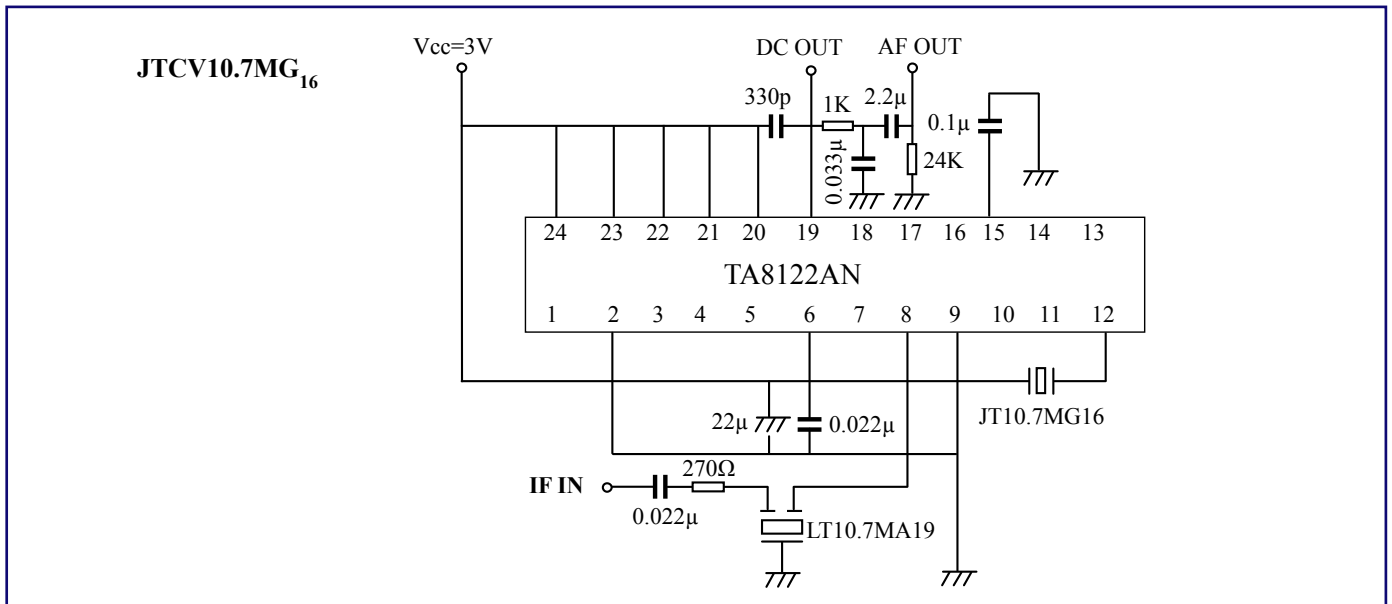 JTCV10.7MG16
Vcc=3V
DC OUT
AF OUT
330p
1K
2.2µ
0.1µ
0.033µ
24K
24 23 22 21 20 19 18 17 16 15 14 13
TA8122AN
1 2 3 4 5 6 7 8 9 10 11 12
22µ
0.022µ
JT10.7MG16
270Ω
IF IN
0.022µ
LT10.7MA19